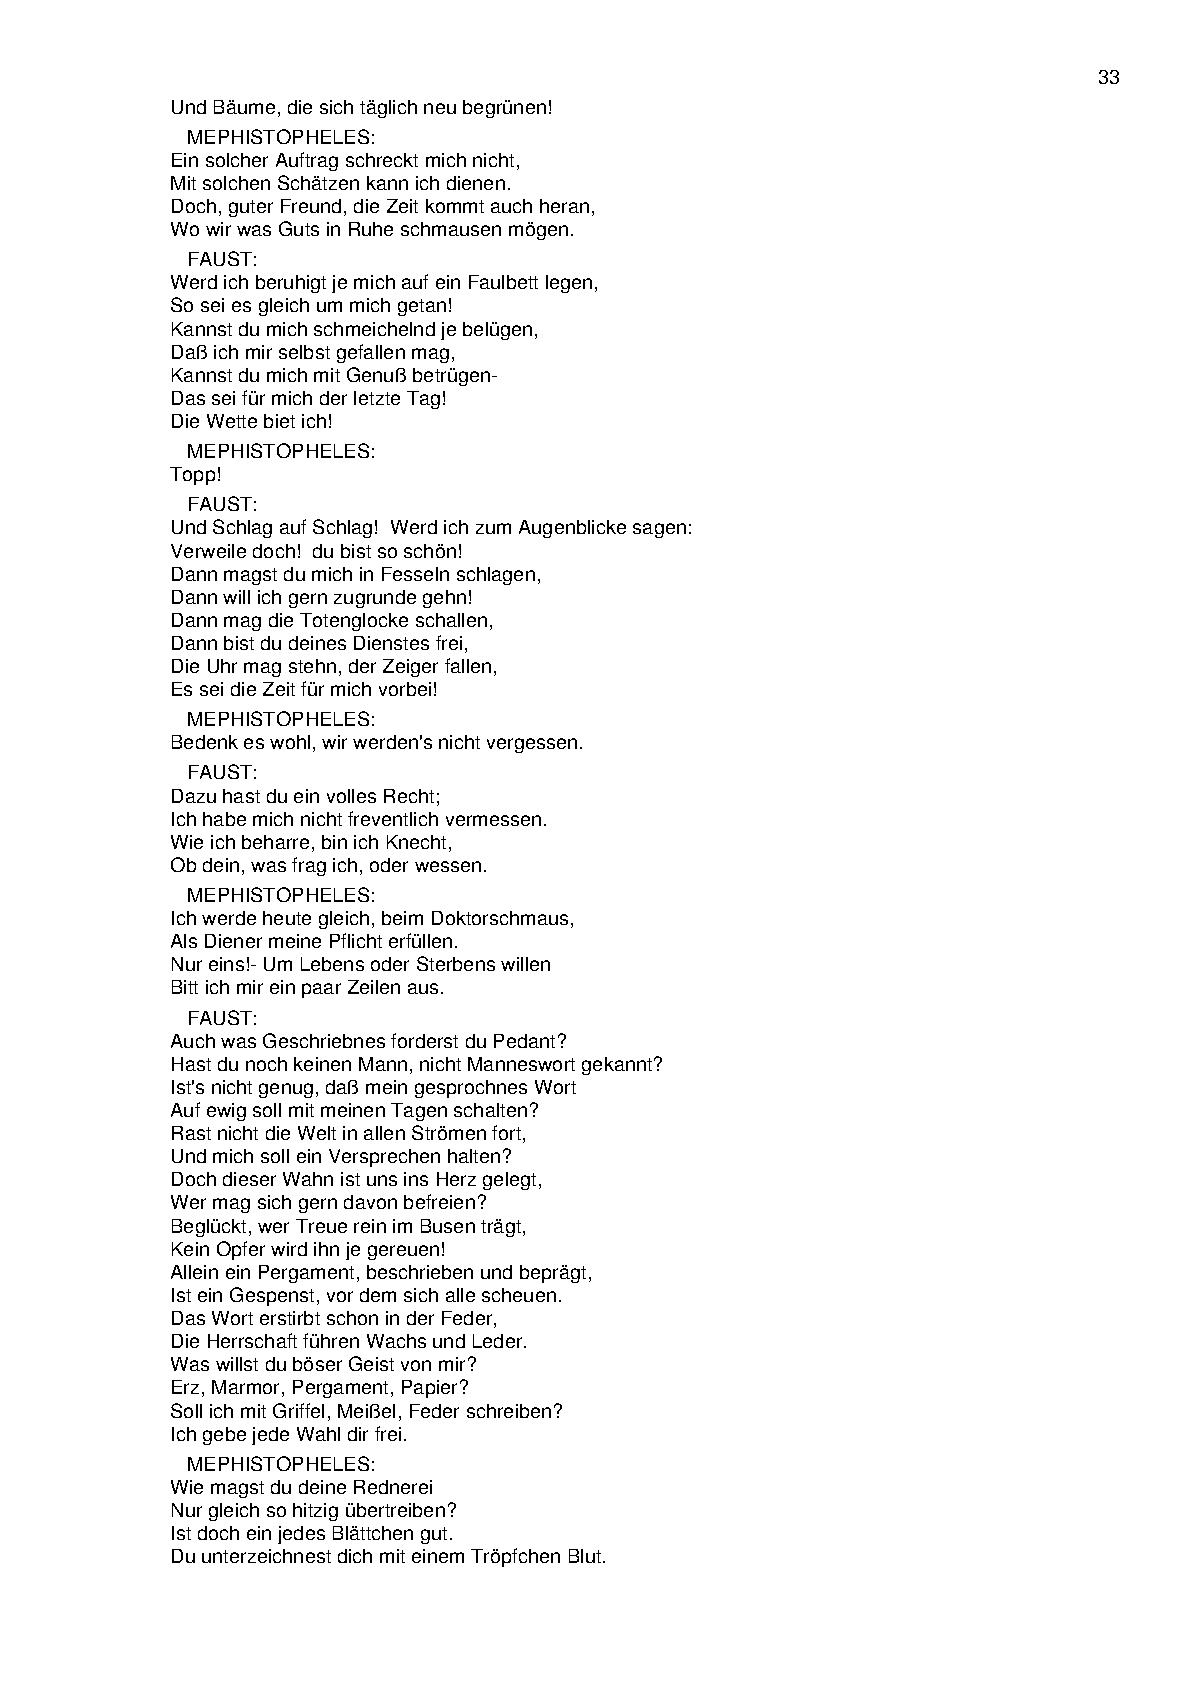 33
Und Bäume, die sich täglich neu begrünen!
MEPHISTOPHELES:
Ein solcher Auftrag schreckt mich nicht,
Mit solchen Schätzen kann ich dienen.
Doch, guter Freund, die Zeit kommt auch heran,
Wo wir was Guts in Ruhe schmausen mögen.
FAUST:
Werd ich beruhigt je mich auf ein Faulbett legen,
So sei es gleich um mich getan!
Kannst du mich schmeichelnd je belügen,
Daß ich mir selbst gefallen mag,
Kannst du mich mit Genuß betrügen-
Das sei für mich der letzte Tag!
Die Wette biet ich!
MEPHISTOPHELES:
Topp!
FAUST:
Und Schlag auf Schlag!  Werd ich zum Augenblicke sagen:
Verweile doch!  du bist so schön!
Dann magst du mich in Fesseln schlagen,
Dann will ich gern zugrunde gehn!
Dann mag die Totenglocke schallen,
Dann bist du deines Dienstes frei,
Die Uhr mag stehn, der Zeiger fallen,
Es sei die Zeit für mich vorbei!
MEPHISTOPHELES:
Bedenk es wohl, wir werden's nicht vergessen.
FAUST:
Dazu hast du ein volles Recht;
Ich habe mich nicht freventlich vermessen.
Wie ich beharre, bin ich Knecht,
Ob dein, was frag ich, oder wessen.
MEPHISTOPHELES:
Ich werde heute gleich, beim Doktorschmaus,
Als Diener meine Pflicht erfüllen.
Nur eins!- Um Lebens oder Sterbens willen
Bitt ich mir ein paar Zeilen aus.
FAUST:
Auch was Geschriebnes forderst du Pedant?
Hast du noch keinen Mann, nicht Manneswort gekannt?
Ist's nicht genug, daß mein gesprochnes Wort
Auf ewig soll mit meinen Tagen schalten?
Rast nicht die Welt in allen Strömen fort,
Und mich soll ein Versprechen halten?
Doch dieser Wahn ist uns ins Herz gelegt,
Wer mag sich gern davon befreien?
Beglückt, wer Treue rein im Busen trägt,
Kein Opfer wird ihn je gereuen!
Allein ein Pergament, beschrieben und beprägt,
Ist ein Gespenst, vor dem sich alle scheuen.
Das Wort erstirbt schon in der Feder,
Die Herrschaft führen Wachs und Leder.
Was willst du böser Geist von mir?
Erz, Marmor, Pergament, Papier?
Soll ich mit Griffel, Meißel, Feder schreiben?
Ich gebe jede Wahl dir frei.
MEPHISTOPHELES:
Wie magst du deine Rednerei
Nur gleich so hitzig übertreiben?
Ist doch ein jedes Blättchen gut.
Du unterzeichnest dich mit einem Tröpfchen Blut.